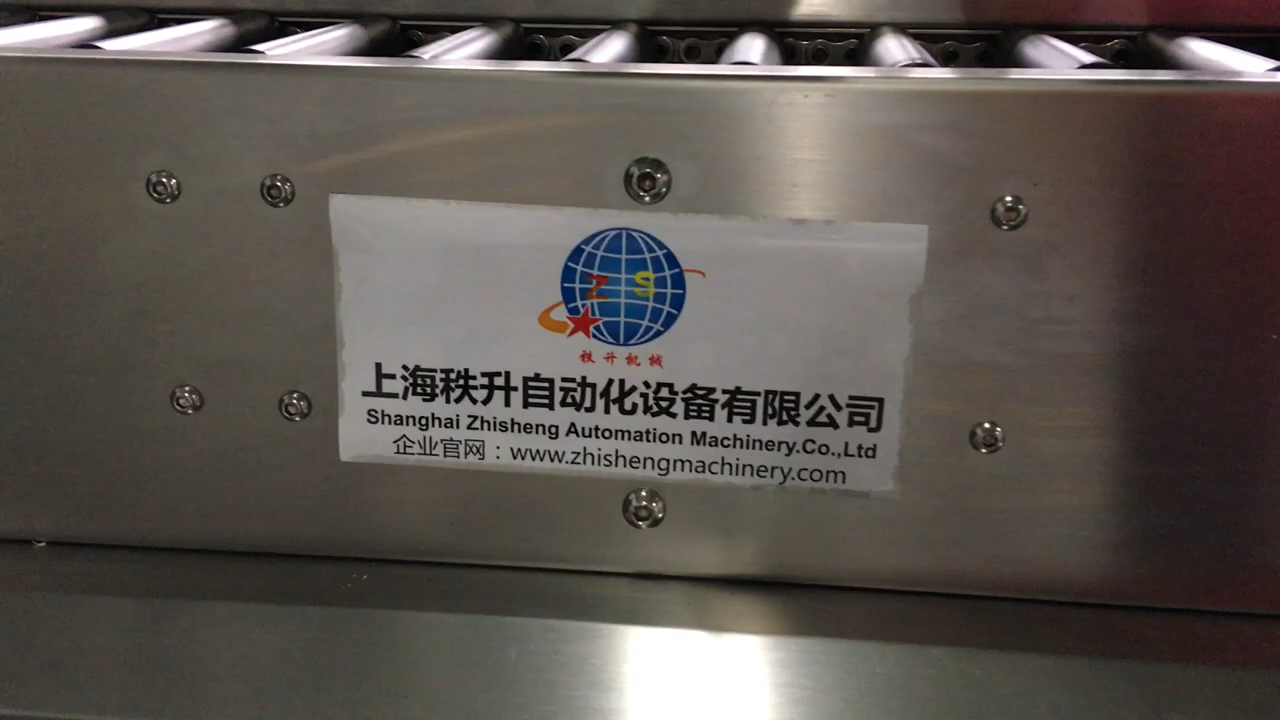 Z S
秩升机械
上海秩升自动化设备有限公司
Shanghai Zhisheng Automation Machinery.Co.,Ltd
企业官网：www.zhishengmachinery.com